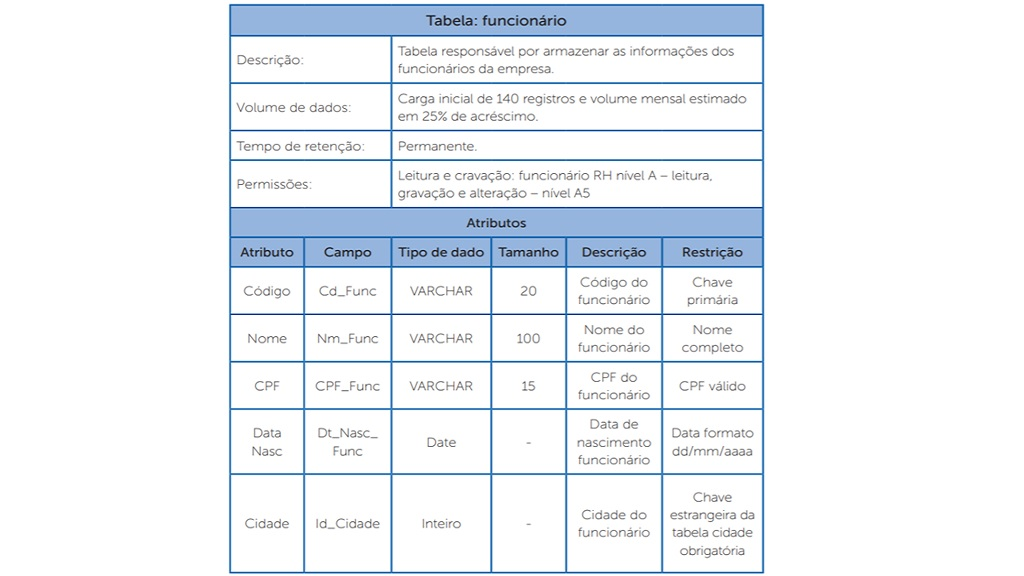 Tabela: funcionário
Descrição:
Tabela responsável por armazenar as informações dos
funcionários da empresa.
Volume de dados:
Carga inicial de 140 registros e volume mensal estimado
em 25% de acréscimo.
Tempo de retenção:
Permanente.
Permissões:
Leitura e cravação: funcionário RH nível A – leitura,
gravação e alteração – nível A5
Atributos
Atributo Campo Tipo de dado Tamanho Descrição Restrição
Código Cd_Func VARCHAR 20 Código do
funcionário Chave
primária
Nome Nm_Func VARCHAR 100 Nome do
funcionário Nome
completo
CPF CPF_Func VARCHAR 15 CPF do
funcionário CPF válido
Data
Nasc Dt_Nasc_
Func Date - Data de
nascimento
funcionário Data formato
dd/mm/aaaa
Cidade Id_Cidade Inteiro - Cidade do
funcionário Chave
estrangeira da
tabela cidade
obrigatória